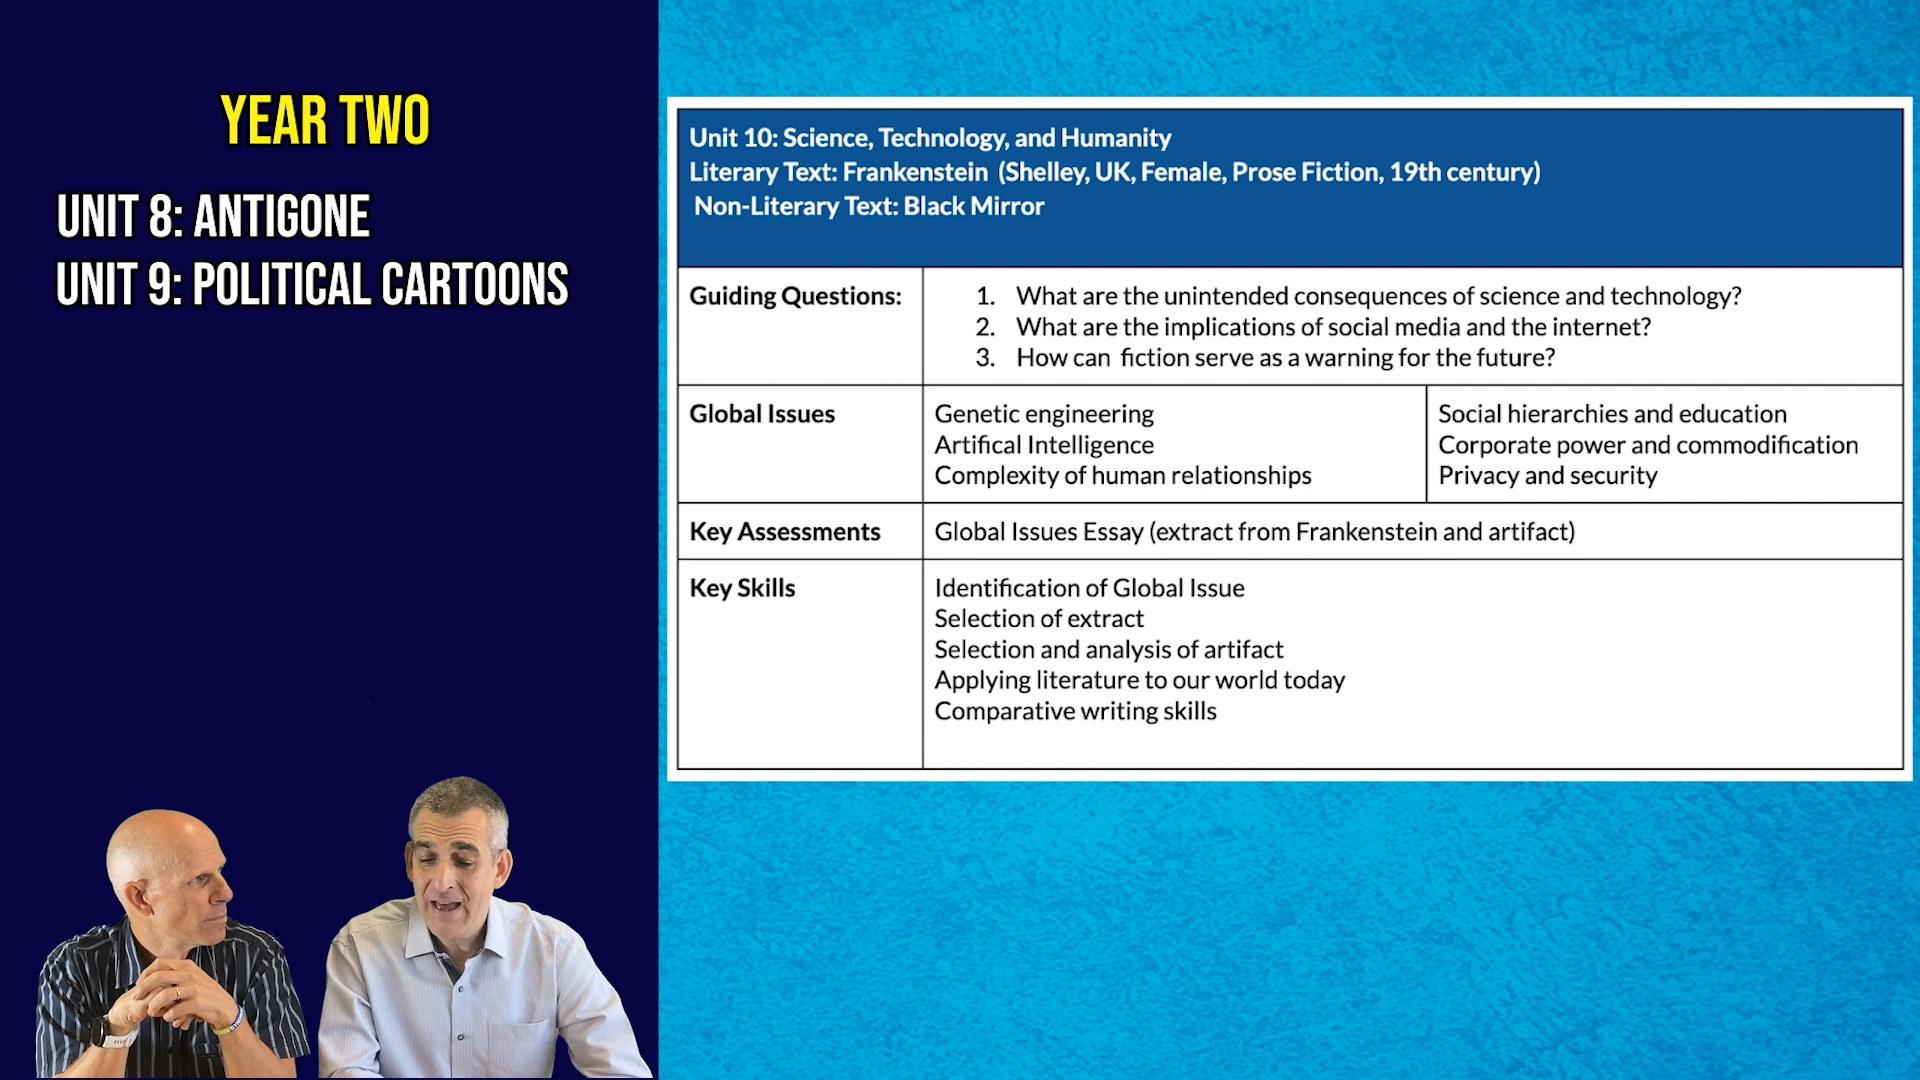 YEAR TWO
UNIT 8: ANTIGONE
UNIT 9: POLITICAL CARTOONS
Unit 10: Science, Technology, and Humanity
Literary Text: Frankenstein (Shelley, UK, Female, Prose Fiction, 19th century)
Non-Literary Text: Black Mirror
Guiding Questions:
1. What are the unintended consequences of science and technology?
2. What are the implications of social media and the internet?
3. How can fiction serve as a warning for the future?
Global Issues
Genetic engineering
Artifical Intelligence
Complexity of human relationships
Social hierarchies and education
Corporate power and commodification
Privacy and security
Key Assessments
Global Issues Essay (extract from Frankenstein and artifact)
Key Skills
Identification of Global Issue
Selection of extract
Selection and analysis of artifact
Applying literature to our world today
Comparative writing skills